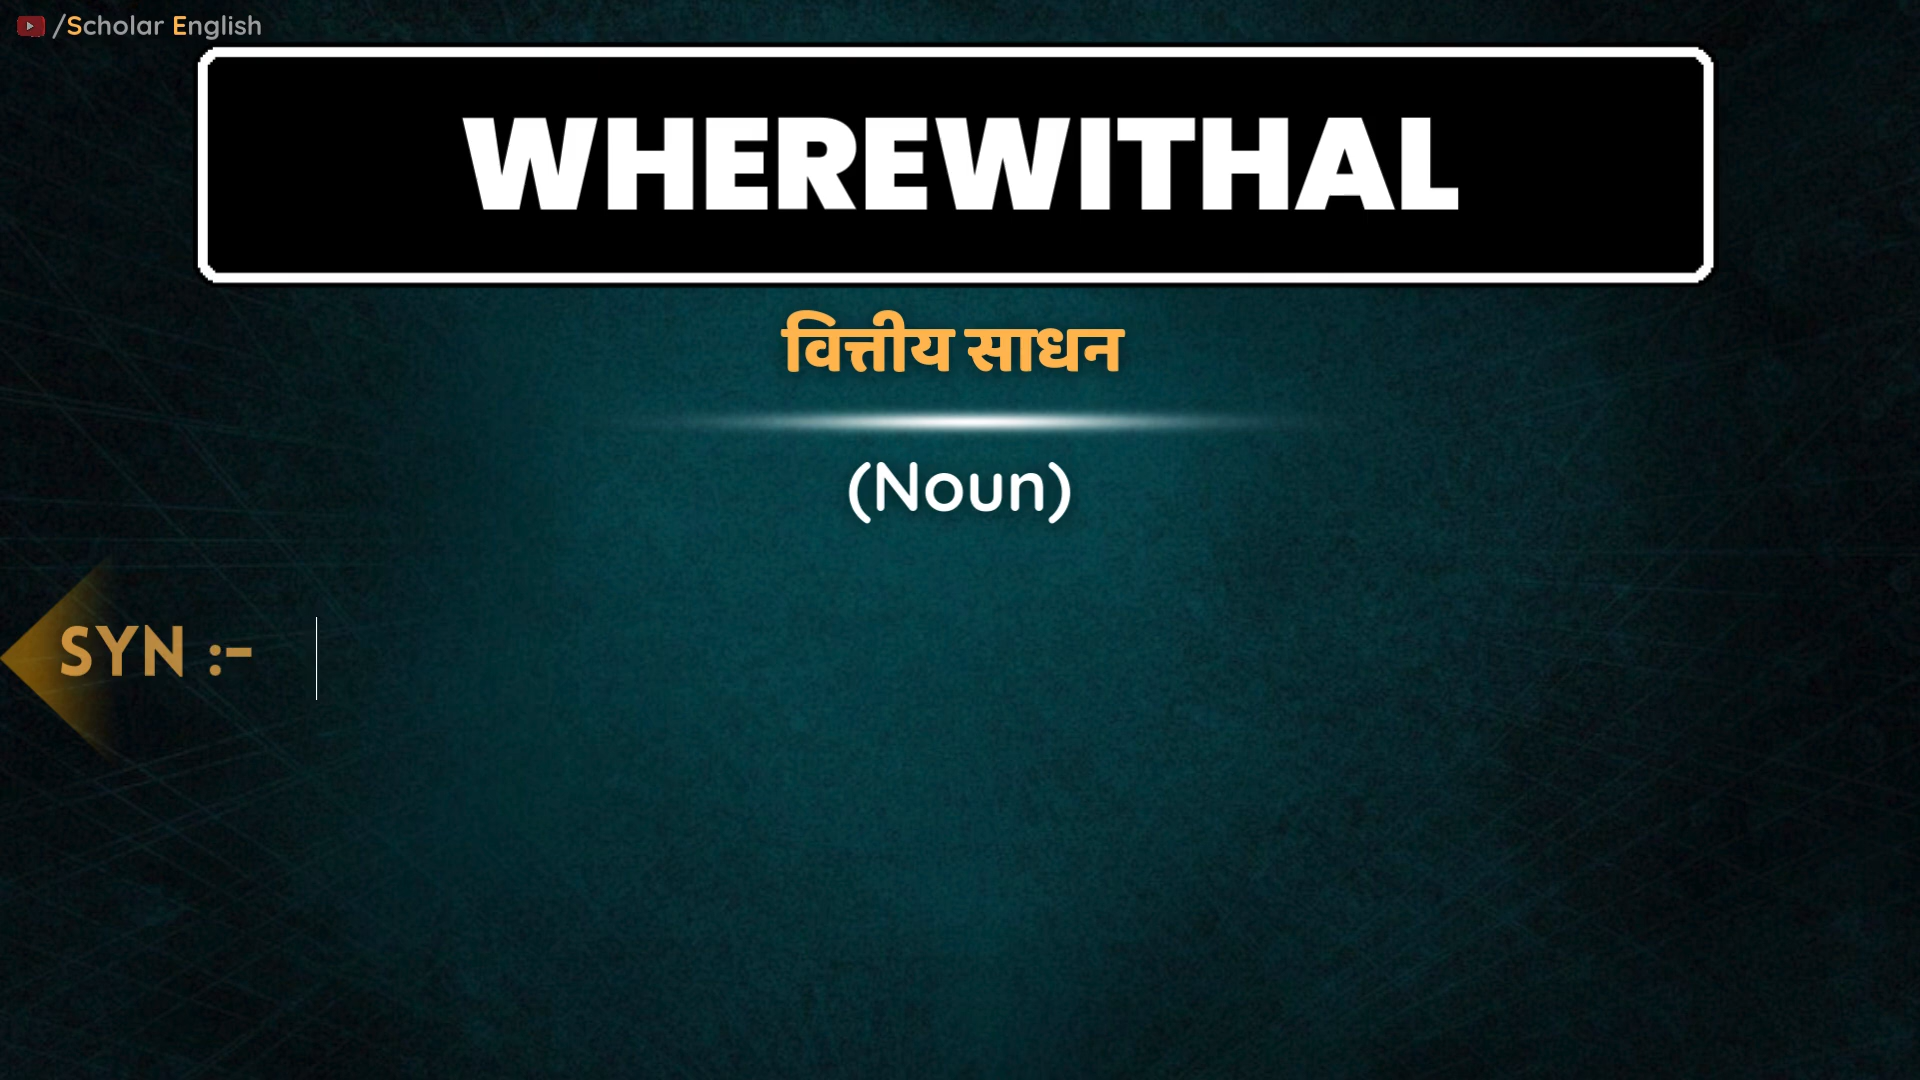 /Scholar English
WHEREWITHAL
वित्तीय साधन
(Noun)
SYN :-